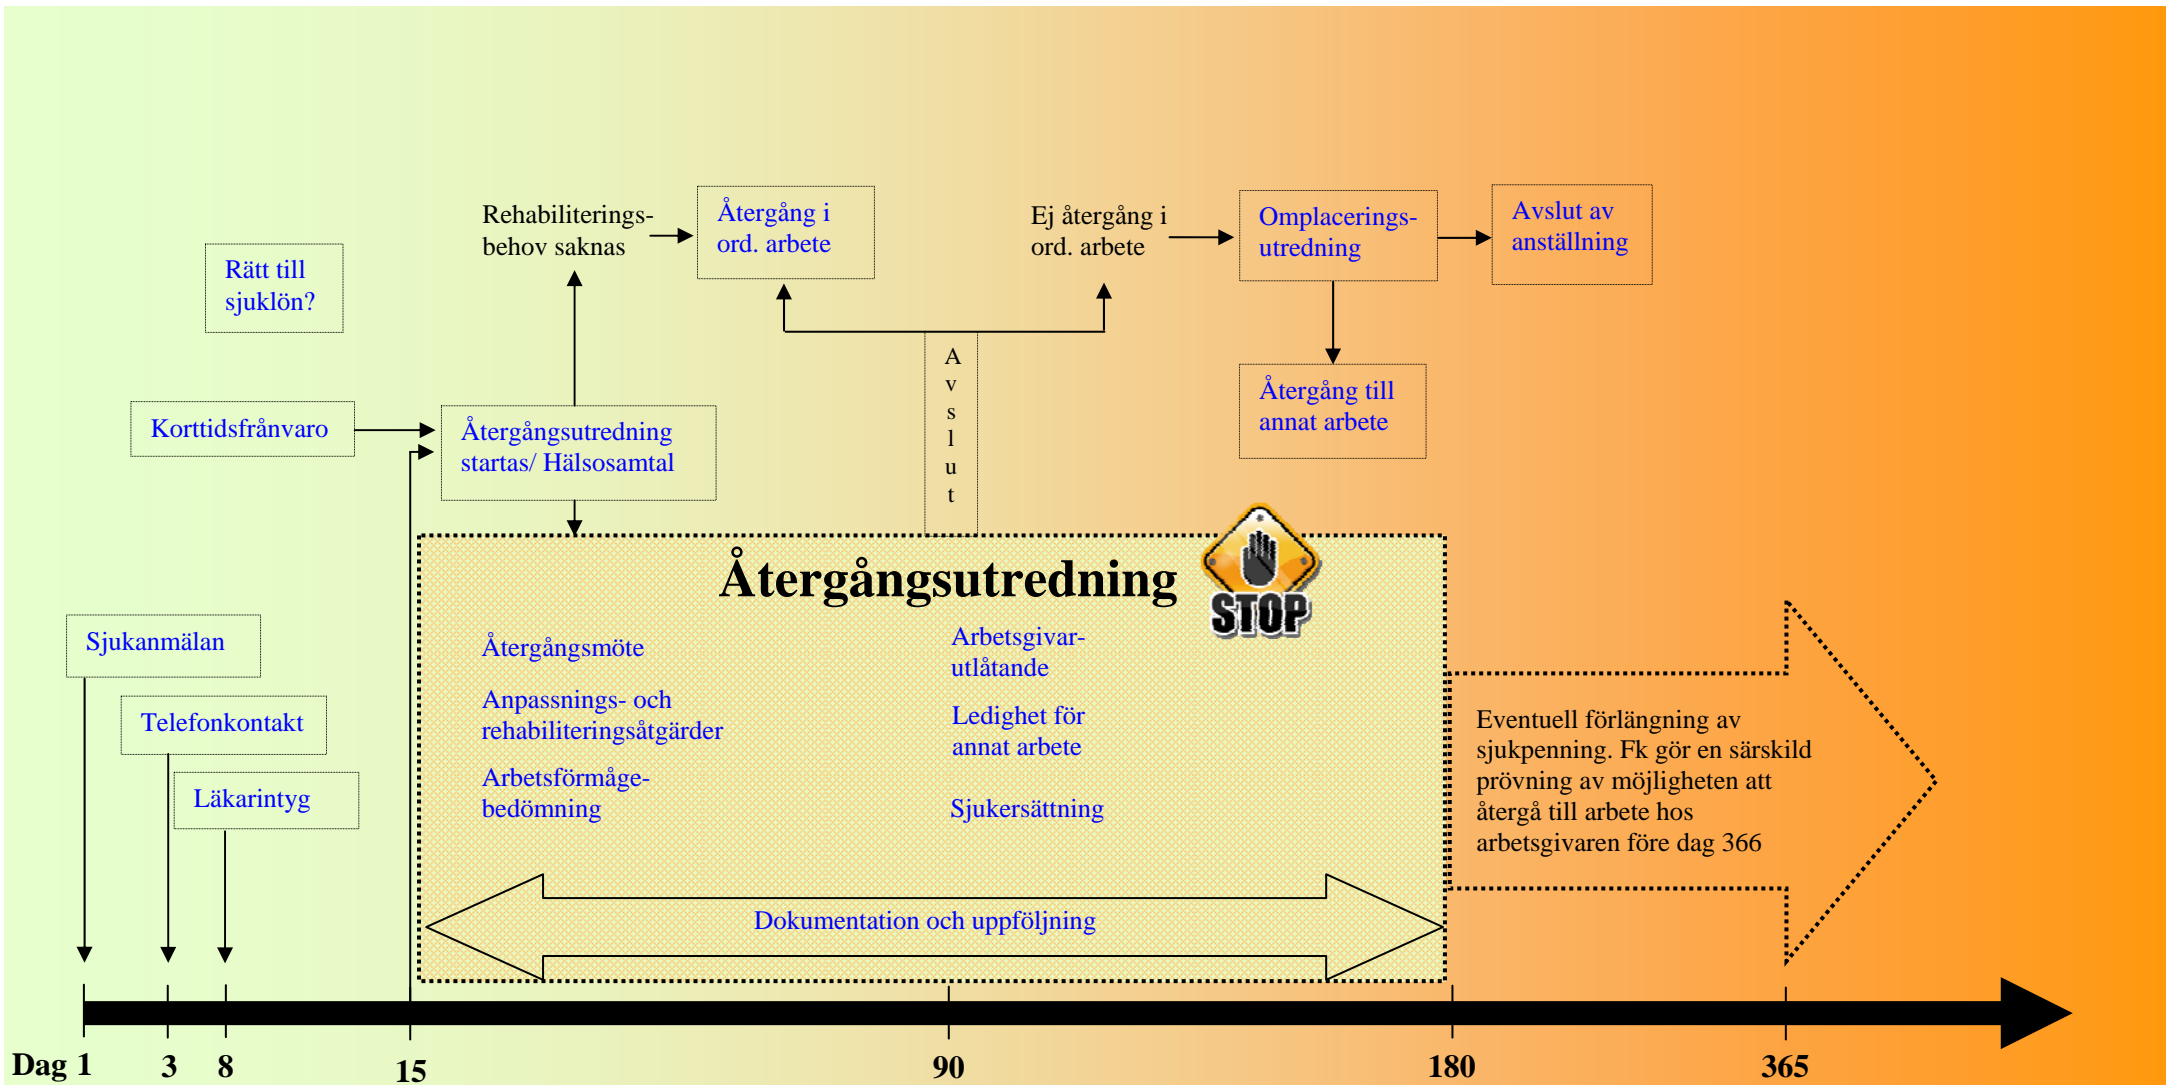 Rehabiliterings-
behov saknas
Återgång i
ord. arbete
Ej återgång i
ord. arbete
Omplacerings-
utredning
Avslut av
anställning
Rätt till
sjuklön?
Återgång till
annat arbete
Korttidsfrånvaro
Återgångsutredning
startas/ Hälsosamtal
A
v
s
l
u
t
Återgångsutredning
STOP
Sjukanmälan
Telefonkontakt
Läkarintyg
Återgångsmöte
Anpassnings- och
rehabiliteringsåtgärder
Arbetsförmåge-
bedömning
Arbetsgivar-
utlåtande
Ledighet för
annat arbete
Sjukersättning
Eventuell förlängning av
sjukpenning. Fk gör en särskild
prövning av möjligheten att
återgå till arbete hos
arbetsgivaren före dag 366
Dokumentation och uppföljning
Dag 1 3 8 15 90 180 365